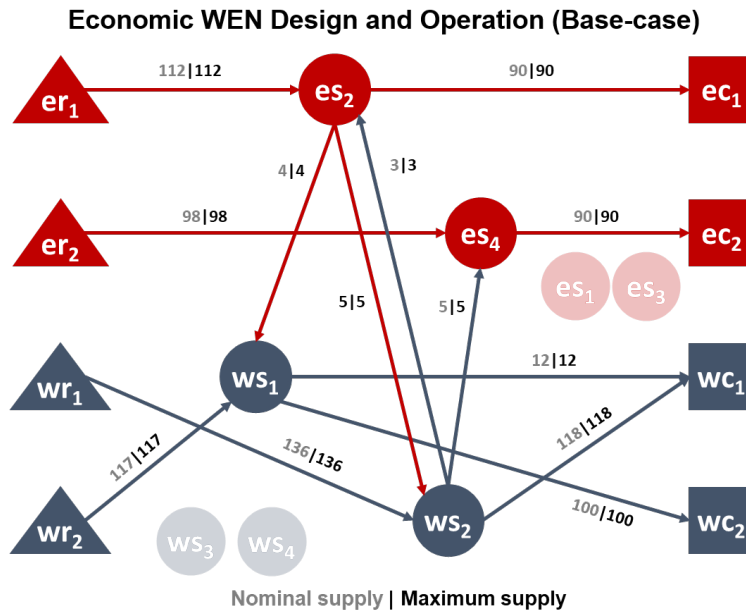 Economic WEN Design and Operation (Base-case)
112|112
90|90
er1
es2
ec1
4|4
3|3
98|98
90|90
er2
es4
ec2
es1
es3
5|5
5|5
12|12
wr1
ws1
wc1
118|118
136|136
117|117
100|100
wr2
ws3
ws4
ws2
wc2
Nominal supply | Maximum supply